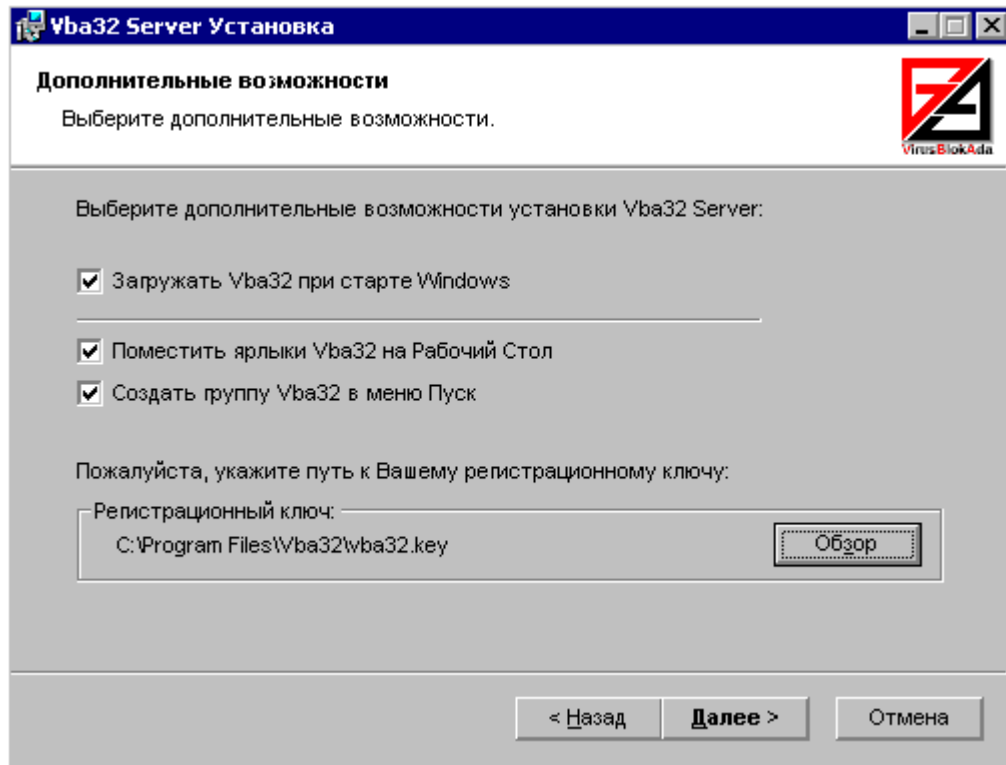 Vba32 Server Установка
Дополнительные возможности
Выберите дополнительные возможности.
VirusBlokAda
Выберите дополнительные возможности установки Vba32 Server:
Загружать Vba32 при старте Windows
Поместить ярлыки Vba32 на Рабочий Стол
Создать группу Vba32 в меню Пуск
Пожалуйста, укажите путь к Вашему регистрационному ключу:
Регистрационный ключ:
C:\Program Files\Vba32\vba32.key
Обзор
< Назад
Далее >
Отмена